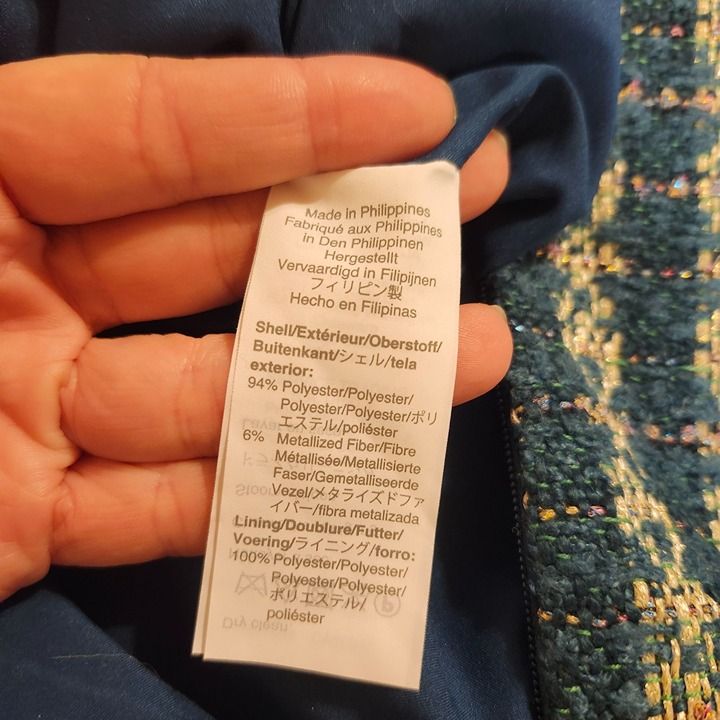 Made in Philippines
Fabriqué aux Philippines
in Den Philippinen
Hergestellt
Vervaardigd in Filipijnen
フィリピン製
Hecho en Filipinas
Shell/Extérieur/Oberstoff/
Buitenkant/シェル/tela
exterior:
94% Polyester/Polyester/
Polyester/Polyester/ポリ
エステル/poliéster
6% Metallized Fiber/Fibre
Métallisée/Metallisierte
Faser/Gemetalliseerde
Vezel/メタライズドファ
イバー/fibra metalizada
Lining/Doublure/Futter/
Voering/ライニング/forro:
100% Polyester/Polyester/
Polyester/Polyester/
ポリエステル/
poliéster
Dry clean.